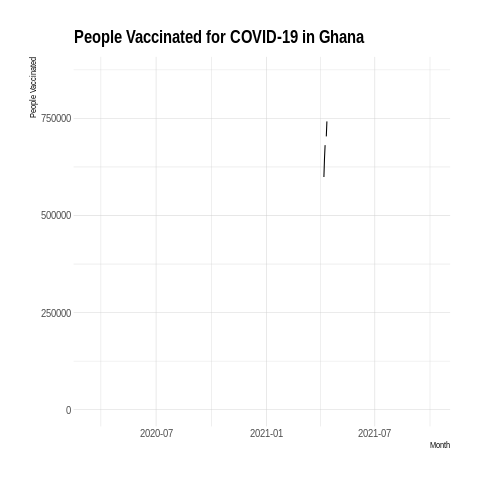 People Vaccinated for COVID-19 in Ghana
People Vaccinated
750000
500000
250000
0
2020-07 2021-01 2021-07
Month